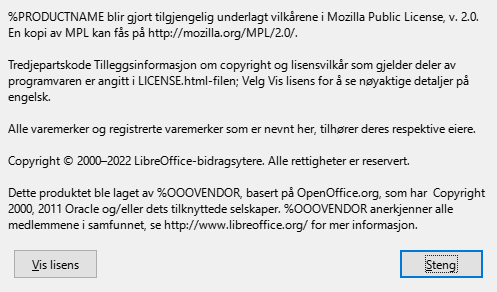 %PRODUCTNAME blir gjort tilgjengelig underlagt vilkårene i Mozilla Public License, v. 2.0.
En kopi av MPL kan fås på http://mozilla.org/MPL/2.0/.
Tredjepartskode Tilleggsinformasjon om copyright og lisensvilkår som gjelder deler av
programvaren er angitt i LICENSE.html-filen; Velg Vis lisens for å se nøyaktige detaljer på
engelsk.
Alle varemerker og registrerte varemerker som er nevnt her, tilhører deres respektive eiere.
Copyright © 2000–2022 LibreOffice-bidragsytere. Alle rettigheter er reservert.
Dette produktet ble laget av %OOOVENDOR, basert på OpenOffice.org, som har  Copyright
2000, 2011 Oracle og/eller dets tilknyttede selskaper. %OOOVENDOR anerkjenner alle
medlemmene i samfunnet, se http://www.libreoffice.org/ for mer informasjon.
Vis lisens
Steng